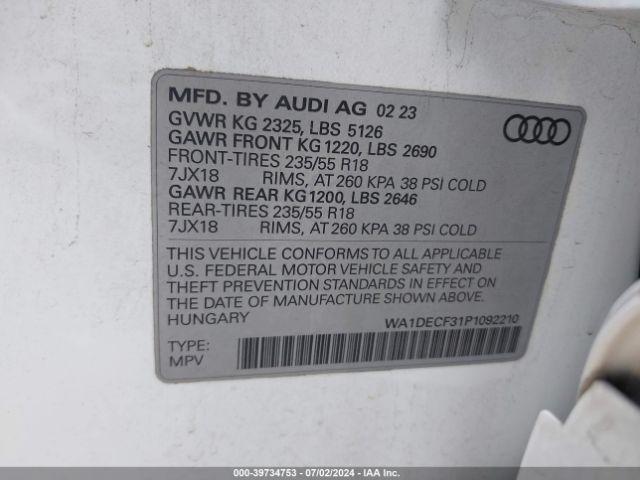 MFD. BY AUDI AG 02 23
GVWR KG 2325, LBS 5126
GAWR FRONT KG 1220, LBS 2690
FRONT-TIRES 235/55 R18
7JX18 RIMS, AT 260 KPA 38 PSI COLD
GAWR REAR KG 1200, LBS 2646
REAR-TIRES 235/55 R18
7JX18 RIMS, AT 260 KPA 38 PSI COLD
THIS VEHICLE CONFORMS TO ALL APPLICABLE
U.S. FEDERAL MOTOR VEHICLE SAFETY AND
THEFT PREVENTION STANDARDS IN EFFECT ON
THE DATE OF MANUFACTURE SHOWN ABOVE.
HUNGARY
WA1DECF31P1092210
TYPE:
MPV
000-39734753 - 07/02/2024 - IAAI.COM